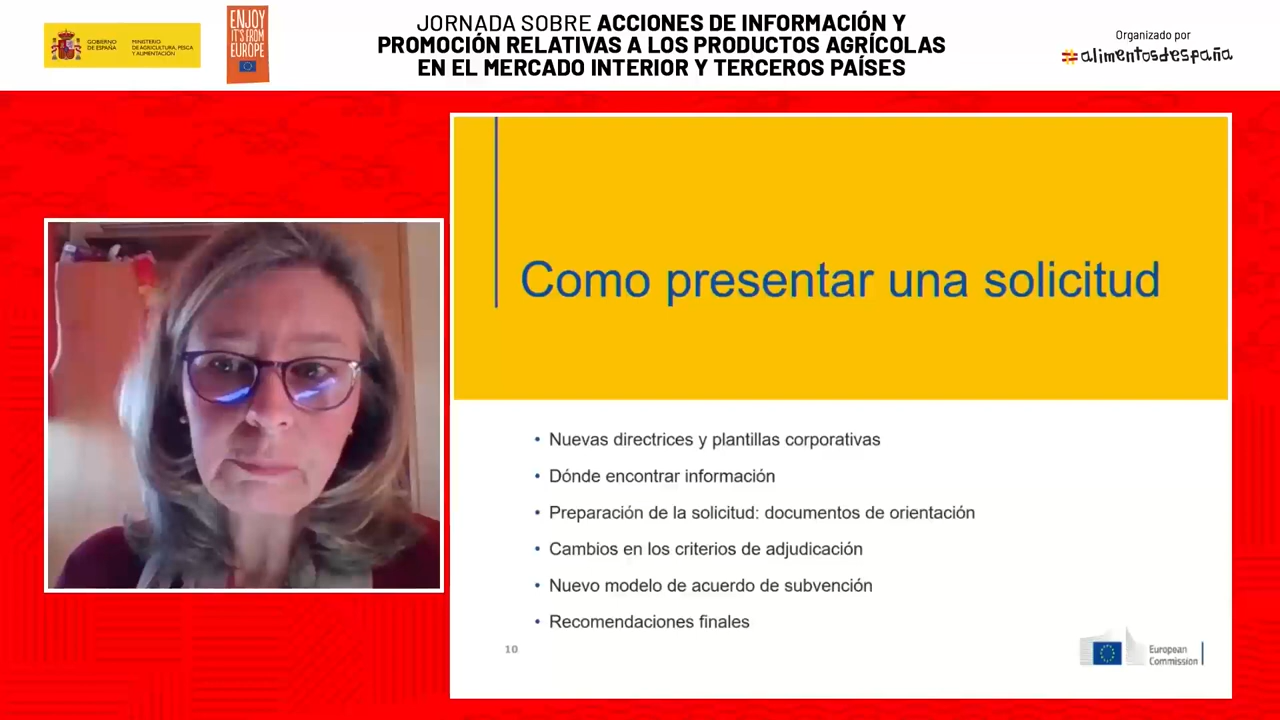 GOBIERNO
DE ESPAÑA
MINISTERIO
DE AGRICULTURA, PESCA
Y ALIMENTACIÓN
ENJOY
IT'S FROM
EUROPE
JORNADA SOBRE ACCIONES DE INFORMACIÓN Y
PROMOCIÓN RELATIVAS A LOS PRODUCTOS AGRÍCOLAS
EN EL MERCADO INTERIOR Y TERCEROS PAÍSES
Organizado por
#alimentosdespaña
Como presentar una solicitud
• Nuevas directrices y plantillas corporativas
• Dónde encontrar información
• Preparación de la solicitud: documentos de orientación
• Cambios en los criterios de adjudicación
• Nuevo modelo de acuerdo de subvención
• Recomendaciones finales
10
European
Commission